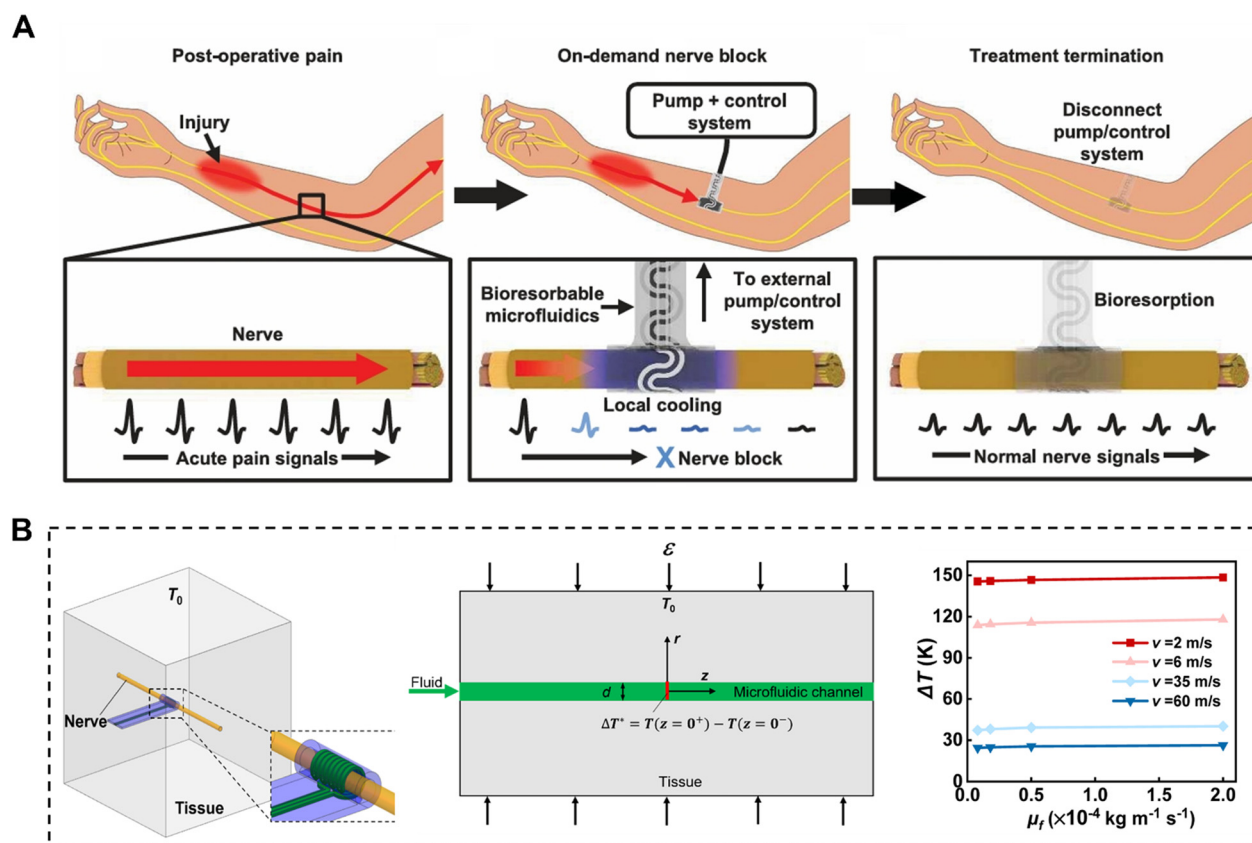 A
Post-operative pain
On-demand nerve block
Treatment termination
Injury
Pump + control
system
Disconnect
pump/control
system
Nerve
Acute pain signals
Bioresorbable
microfluidics
To external
pump/control
system
Local cooling
X Nerve block
Bioresorption
Normal nerve signals
B
T₀
Nerve
Tissue
ε
T₀
r
z
Fluid
d
Microfluidic channel
ΔT* = T(z = 0⁺) − T(z = 0⁻)
Tissue
ΔT (K)
150
120
90
60
30
0
v =2 m/s
v =6 m/s
v =35 m/s
v =60 m/s
0.0 0.5 1.0 1.5 2.0
μf (×10⁻⁴ kg m⁻¹ s⁻¹)